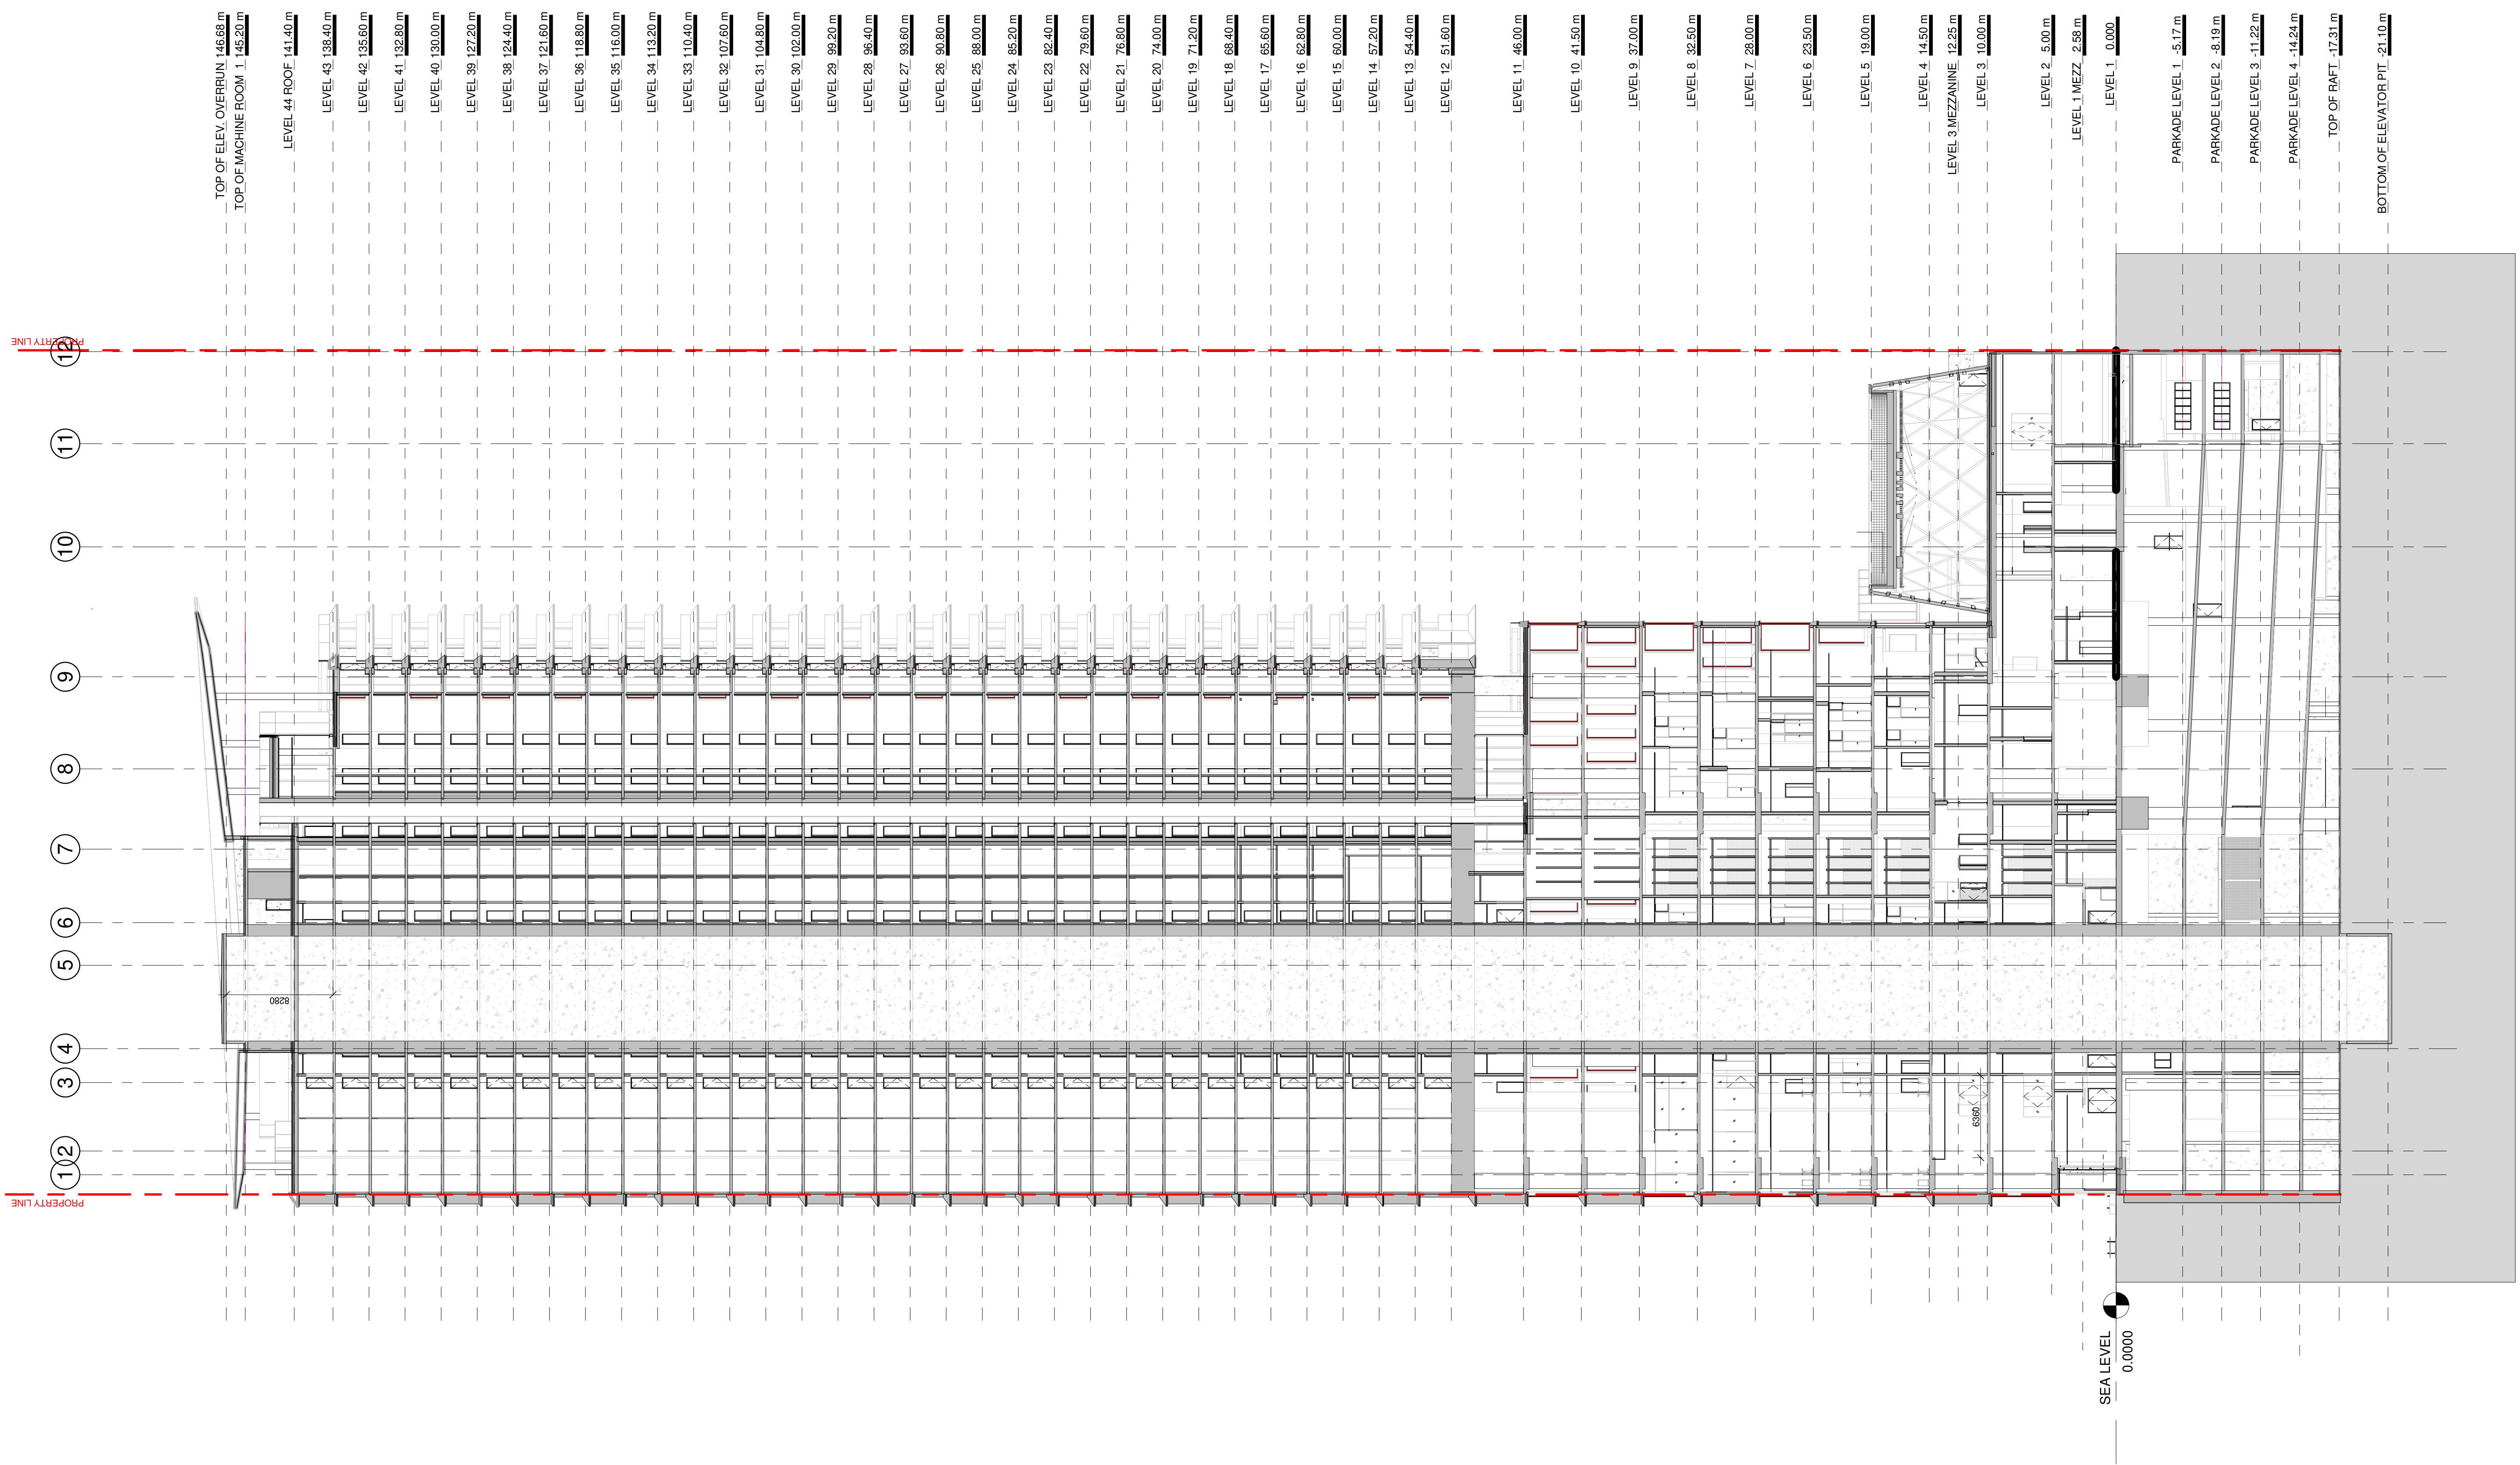 TOP OF ELEV. OVERRUN 146.68 m
TOP OF MACHINE ROOM 1 145.20 m
LEVEL 44 ROOF 141.40 m
LEVEL 43 138.40 m
LEVEL 42 135.60 m
LEVEL 41 132.80 m
LEVEL 40 130.00 m
LEVEL 39 127.20 m
LEVEL 38 124.40 m
LEVEL 37 121.60 m
LEVEL 36 118.80 m
LEVEL 35 116.00 m
LEVEL 34 113.20 m
LEVEL 33 110.40 m
LEVEL 32 107.60 m
LEVEL 31 104.80 m
LEVEL 30 102.00 m
LEVEL 29 99.20 m
LEVEL 28 96.40 m
LEVEL 27 93.60 m
LEVEL 26 90.80 m
LEVEL 25 88.00 m
LEVEL 24 85.20 m
LEVEL 23 82.40 m
LEVEL 22 79.60 m
LEVEL 21 76.80 m
LEVEL 20 74.00 m
LEVEL 19 71.20 m
LEVEL 18 68.40 m
LEVEL 17 65.60 m
LEVEL 16 62.80 m
LEVEL 15 60.00 m
LEVEL 14 57.20 m
LEVEL 13 54.40 m
LEVEL 12 51.60 m
LEVEL 11 46.00 m
LEVEL 10 41.50 m
LEVEL 9 37.00 m
LEVEL 8 32.50 m
LEVEL 7 28.00 m
LEVEL 6 23.50 m
LEVEL 5 19.00 m
LEVEL 4 14.50 m
LEVEL 3 MEZZANINE 12.25 m
LEVEL 3 10.00 m
LEVEL 2 5.00 m
LEVEL 1 MEZZ 2.58 m
LEVEL 1 0.000
PARKADE LEVEL 1 -5.17 m
PARKADE LEVEL 2 -8.19 m
PARKADE LEVEL 3 -11.22 m
PARKADE LEVEL 4 -14.24 m
TOP OF RAFT -17.31 m
BOTTOM OF ELEVATOR PIT -21.10 m
PROPERTY LINE
12
11
10
9
8
7
6
5
4
3
2
1
PROPERTY LINE
8280
6360
SEA LEVEL
0.0000